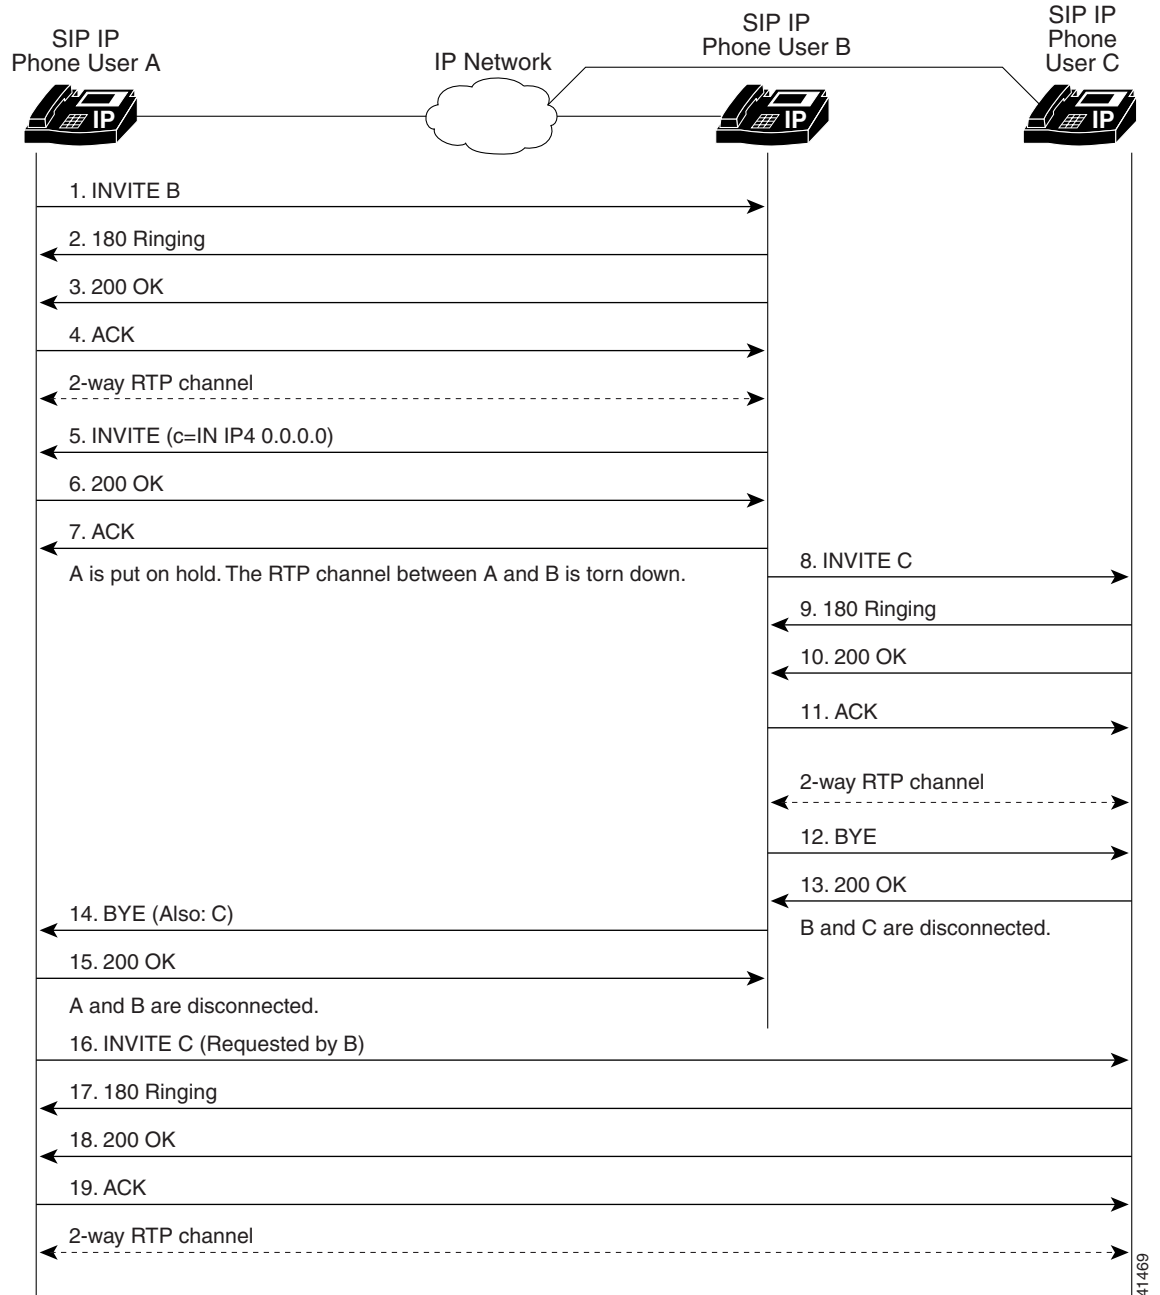 SIP IP
Phone User A
IP Network
SIP IP
Phone User B
SIP IP
Phone
User C
IP
IP
IP
1. INVITE B
2. 180 Ringing
3. 200 OK
4. ACK
2-way RTP channel
5. INVITE (c=IN IP4 0.0.0.0)
6. 200 OK
7. ACK
A is put on hold. The RTP channel between A and B is torn down.
8. INVITE C
9. 180 Ringing
10. 200 OK
11. ACK
2-way RTP channel
12. BYE
13. 200 OK
B and C are disconnected.
14. BYE (Also: C)
15. 200 OK
A and B are disconnected.
16. INVITE C (Requested by B)
17. 180 Ringing
18. 200 OK
19. ACK
2-way RTP channel
41469